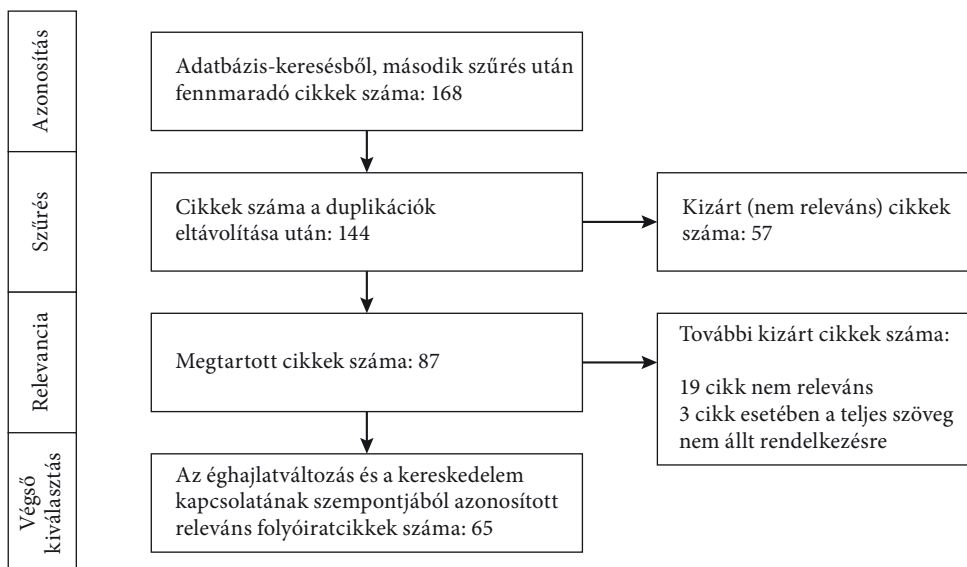 Azonosítás
Adatbázis-keresésből, második szűrés után
fennmaradó cikkek száma: 168
Szűrés
Cikkek száma a duplikációk
eltávolítása után: 144
Kizárt (nem releváns) cikkek
száma: 57
Relevancia
Megtartott cikkek száma: 87
További kizárt cikkek száma:
19 cikk nem releváns
3 cikk esetében a teljes szöveg
nem állt rendelkezésre
Végső
kiválasztás
Az éghajlatváltozás és a kereskedelem
kapcsolatának szempontjából azonosított
releváns folyóiratcikkek száma: 65